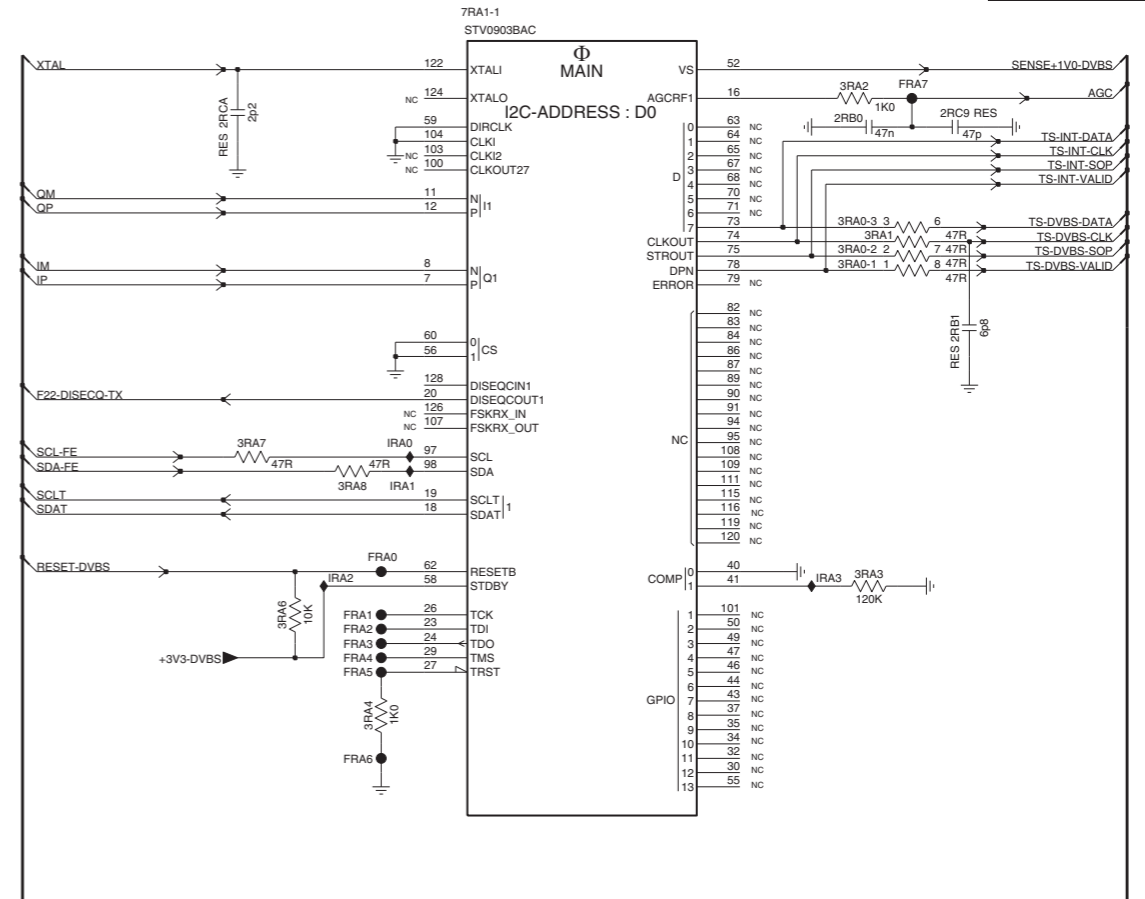 7RA1-1
STV0903BAC
Φ
MAIN
I2C-ADDRESS : D0
XTAL
122
XTALI
RES 2RCA
2p2
NC 124 XTALO
59 DIRCLK
104 CLKI
NC 103 CLKI2
NC 100 CLKOUT27
QM 11 N
QP 12 P
I1
IM 8 N
IP 7 P
Q1
60 0
56 1
CS
128 DISEQCIN1
F22-DISECQ-TX 20 DISEQCOUT1
NC 126 FSKRX_IN
NC 107 FSKRX_OUT
SCL-FE 3RA7 47R IRA0 97 SCL
SDA-FE 3RA8 47R IRA1 98 SDA
SCLT 19 SCLT
SDAT 18 SDAT
1
RESET-DVBS FRA0 62 RESETB
IRA2 58 STDBY
3RA6
10K
+3V3-DVBS
FRA1 26 TCK
FRA2 23 TDI
FRA3 24 TDO
FRA4 29 TMS
FRA5 27 TRST
3RA4
1K0
FRA6
VS 52 SENSE+1V0-DVBS
AGCRF1 16 3RA2 1K0 FRA7 AGC
2RB0 47n
2RC9 RES 47p
D
0 63 NC
1 64 NC
2 65 NC
3 67 NC
4 68 NC
5 70 NC
6 71 NC
7 73
TS-INT-DATA
TS-INT-CLK
TS-INT-SOP
TS-INT-VALID
3RA0-3 3 6 47R TS-DVBS-DATA
CLKOUT 74 3RA1 47R TS-DVBS-CLK
STROUT 75 3RA0-2 2 7 47R TS-DVBS-SOP
DPN 78 3RA0-1 1 8 47R TS-DVBS-VALID
ERROR 79 NC
RES 2RB1
6p8
NC
82 NC
83 NC
84 NC
86 NC
87 NC
89 NC
90 NC
91 NC
94 NC
95 NC
108 NC
109 NC
111 NC
115 NC
116 NC
119 NC
120 NC
COMP
0 40
1 41 IRA3 3RA3 120K
GPIO
1 101 NC
2 50 NC
3 49 NC
4 47 NC
5 46 NC
6 44 NC
7 43 NC
8 37 NC
9 35 NC
10 34 NC
11 32 NC
12 30 NC
13 55 NC